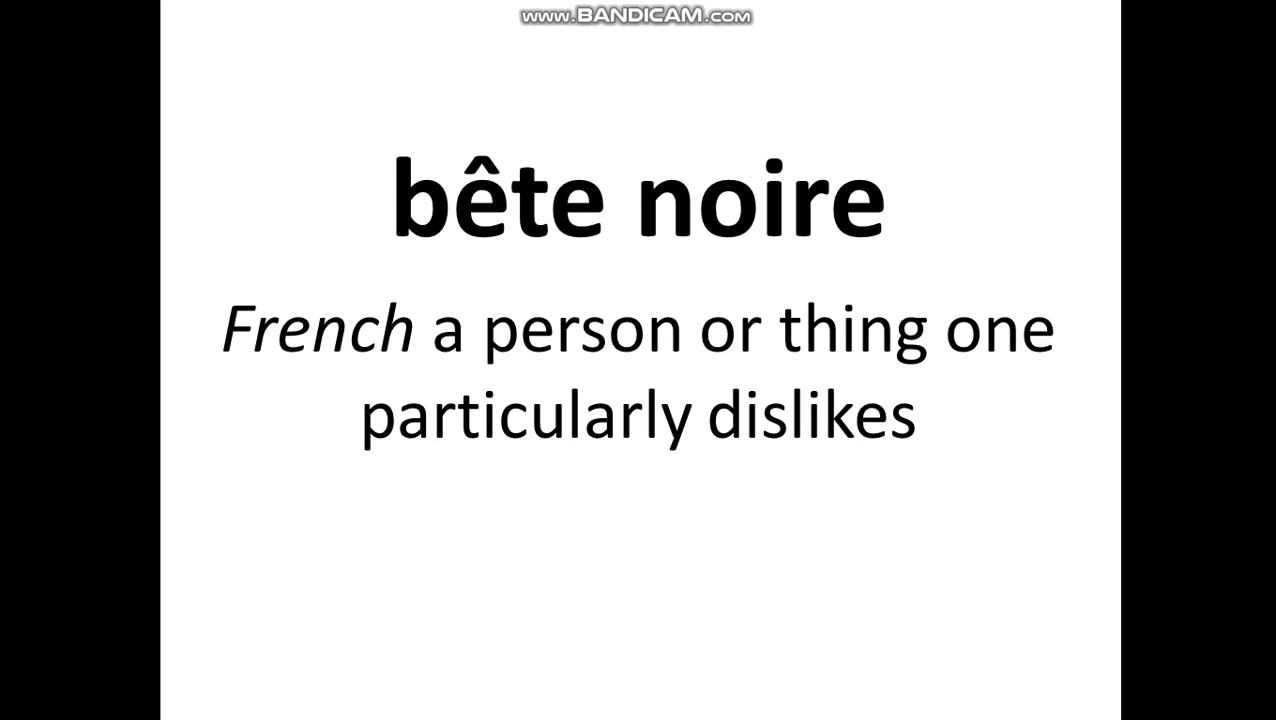 www.BANDICAM.com
bête noire
French a person or thing one
particularly dislikes